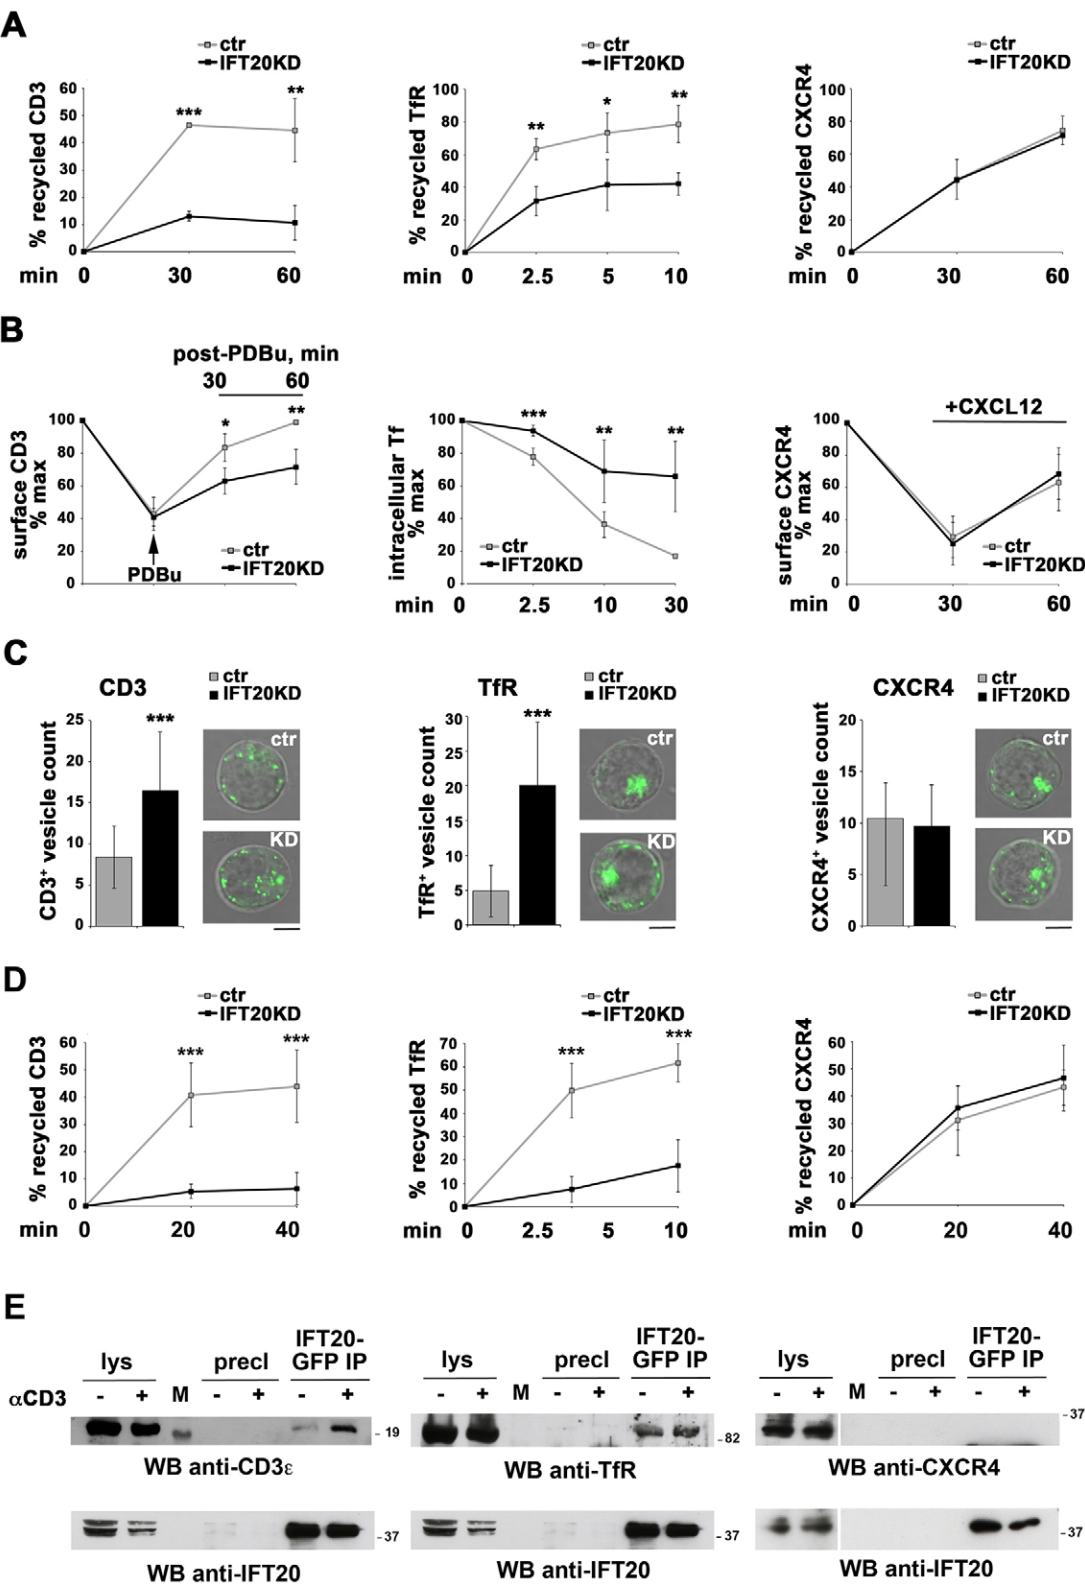 A
ctr
IFT20KD
% recycled CD3
60
50
40
30
20
10
0
***
**
min 0 30 60
ctr
IFT20KD
% recycled TfR
100
80
60
40
20
0
**
*
**
0 2.5 5 10
ctr
IFT20KD
% recycled CXCR4
100
80
60
40
20
0
min 0 30 60
B
post-PDBu, min
30 60
surface CD3
% max
100
80
60
40
20
0
*
**
PDBu
ctr
IFT20KD
intracellular Tf
% max
100
80
60
40
20
0
***
**
**
ctr
IFT20KD
min 0 2.5 10 30
+CXCL12
surface CXCR4
% max
100
80
60
40
20
0
ctr
IFT20KD
min 0 30 60
C
CD3
ctr
IFT20KD
CD3+ vesicle count
25
20
15
10
5
0
***
ctr
KD
TfR
ctr
IFT20KD
TfR+ vesicle count
30
25
20
15
10
5
0
***
ctr
KD
CXCR4
ctr
IFT20KD
CXCR4+ vesicle count
20
15
10
5
0
ctr
KD
D
ctr
IFT20KD
% recycled CD3
60
50
40
30
20
10
0
***
***
min 0 20 40
ctr
IFT20KD
% recycled TfR
70
60
50
40
30
20
10
0
***
***
min 0 2.5 5 10
ctr
IFT20KD
% recycled CXCR4
60
50
40
30
20
10
0
min 0 20 40
E
lys precl IFT20-
GFP IP
αCD3 - + M - + - +
- 19
WB anti-CD3ε
- 37
WB anti-IFT20
lys precl IFT20-
GFP IP
- + M - + - +
- 82
WB anti-TfR
- 37
WB anti-IFT20
lys precl IFT20-
GFP IP
- + M - + - +
- 37
WB anti-CXCR4
- 37
WB anti-IFT20